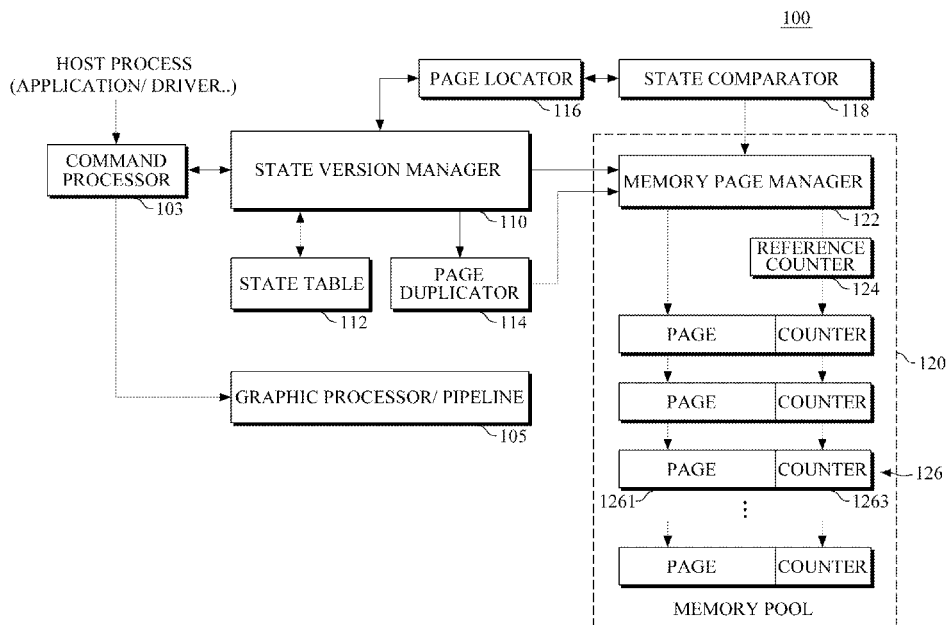 100
HOST PROCESS
(APPLICATION/ DRIVER..)
PAGE LOCATOR
116
STATE COMPARATOR
118
COMMAND
PROCESSOR
103
STATE VERSION MANAGER
110
MEMORY PAGE MANAGER
122
REFERENCE
COUNTER
124
STATE TABLE
112
PAGE
DUPLICATOR
114
PAGE COUNTER
120
GRAPHIC PROCESSOR/ PIPELINE
105
PAGE COUNTER
PAGE COUNTER
126
1261 1263
⋮
PAGE COUNTER
MEMORY POOL